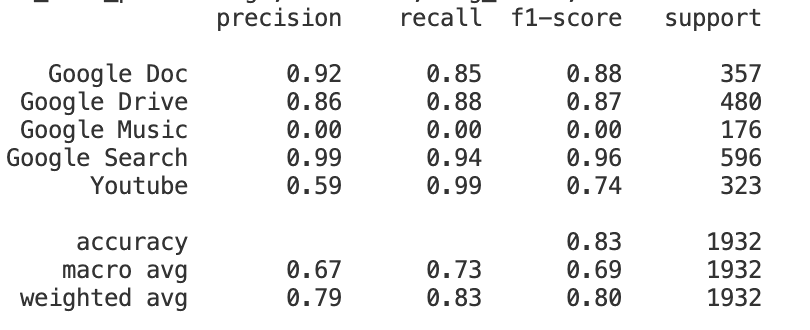 precision recall f1-score support
Google Doc 0.92 0.85 0.88 357
Google Drive 0.86 0.88 0.87 480
Google Music 0.00 0.00 0.00 176
Google Search 0.99 0.94 0.96 596
Youtube 0.59 0.99 0.74 323
accuracy 0.83 1932
macro avg 0.67 0.73 0.69 1932
weighted avg 0.79 0.83 0.80 1932